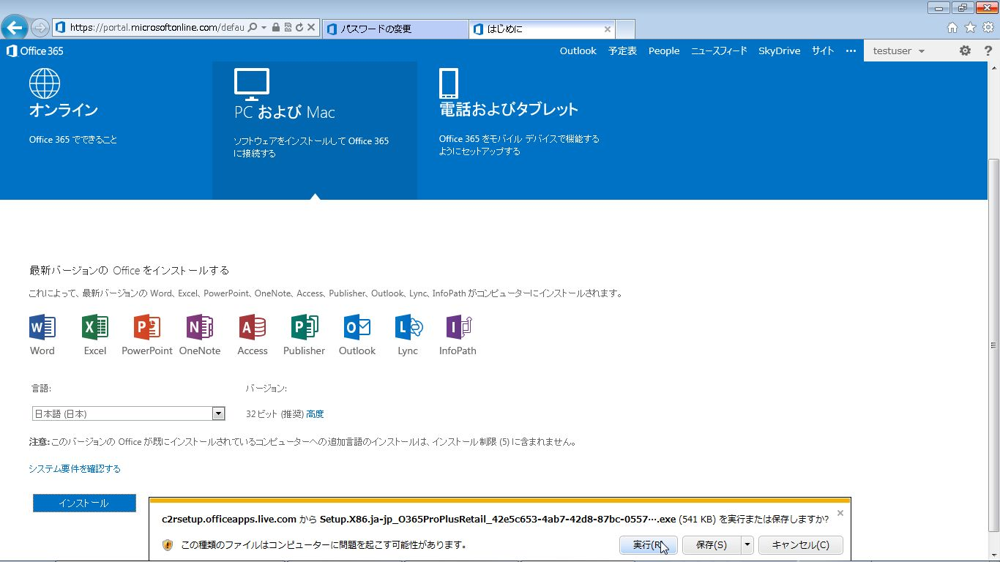 https://portal.microsoftonline.com/defau
パスワードの変更
はじめに
Office 365
Outlook 予定表 People ニュースフィード SkyDrive サイト ··· testuser ?
オンライン
Office 365 でできること
PC および Mac
ソフトウェアをインストールして Office 365
に接続する
電話およびタブレット
Office 365 をモバイル デバイスで機能する
ようにセットアップする
最新バージョンの Office をインストールする
これによって、最新バージョンの Word、Excel、PowerPoint、OneNote、Access、Publisher、Outlook、Lync、InfoPath がコンピューターにインストールされます。
Word Excel PowerPoint OneNote Access Publisher Outlook Lync InfoPath
言語: バージョン:
日本語 (日本) 32 ビット (推奨) 高度
注意: このバージョンの Office が既にインストールされているコンピューターへの追加言語のインストールは、インストール制限 (5) に含まれません。
システム要件を確認する
インストール
c2rsetup.officeapps.live.com から Setup.X86.ja-jp_O365ProPlusRetail_42e5c653-4ab7-42d8-87bc-0557….exe (541 KB) を実行または保存しますか?
この種類のファイルはコンピューターに問題を起こす可能性があります。
実行(R) 保存(S) キャンセル(C)